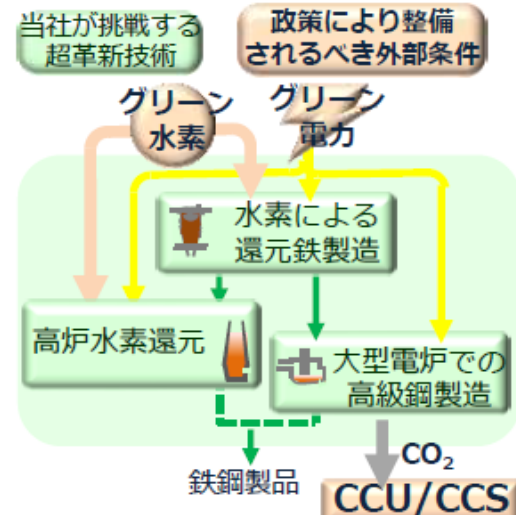 当社が挑戦する
超革新技術
政策により整備
されるべき外部条件
グリーン
水素
グリーン
電力
水素による
還元鉄製造
高炉水素還元
大型電炉での
高級鋼製造
鉄鋼製品
CO₂
CCU/CCS